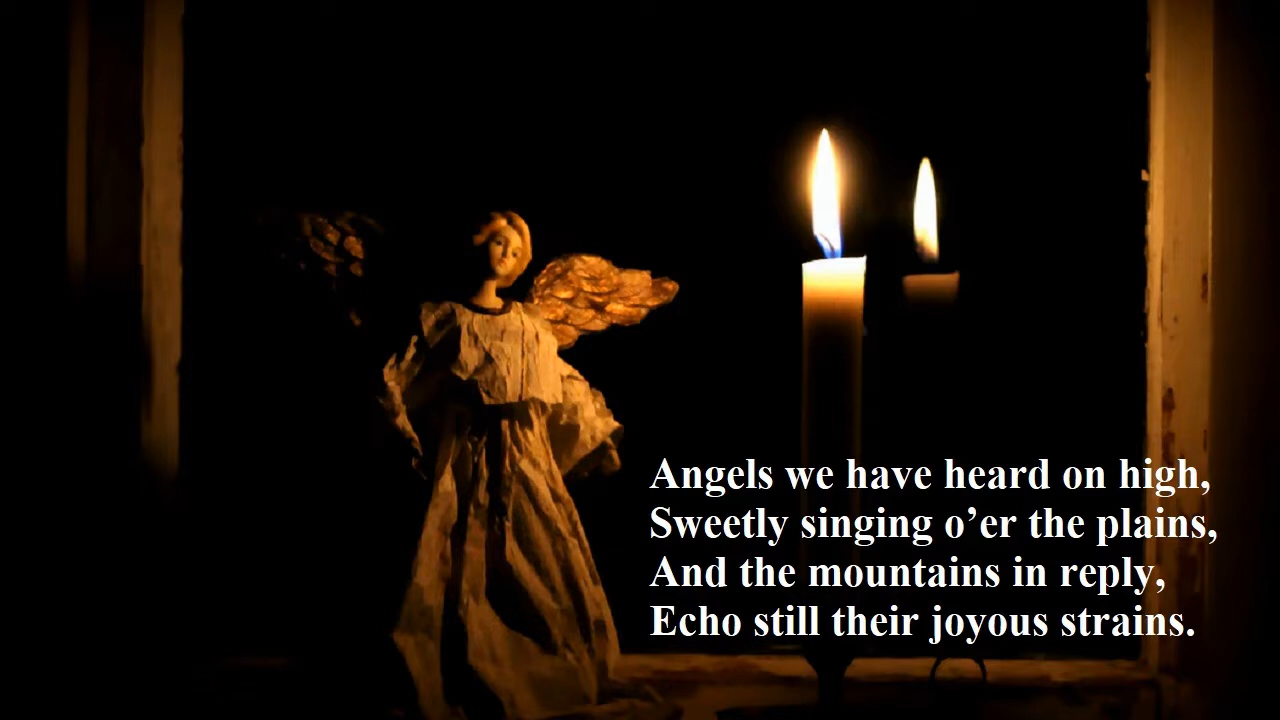 Angels we have heard on high,
Sweetly singing o’er the plains,
And the mountains in reply,
Echo still their joyous strains.